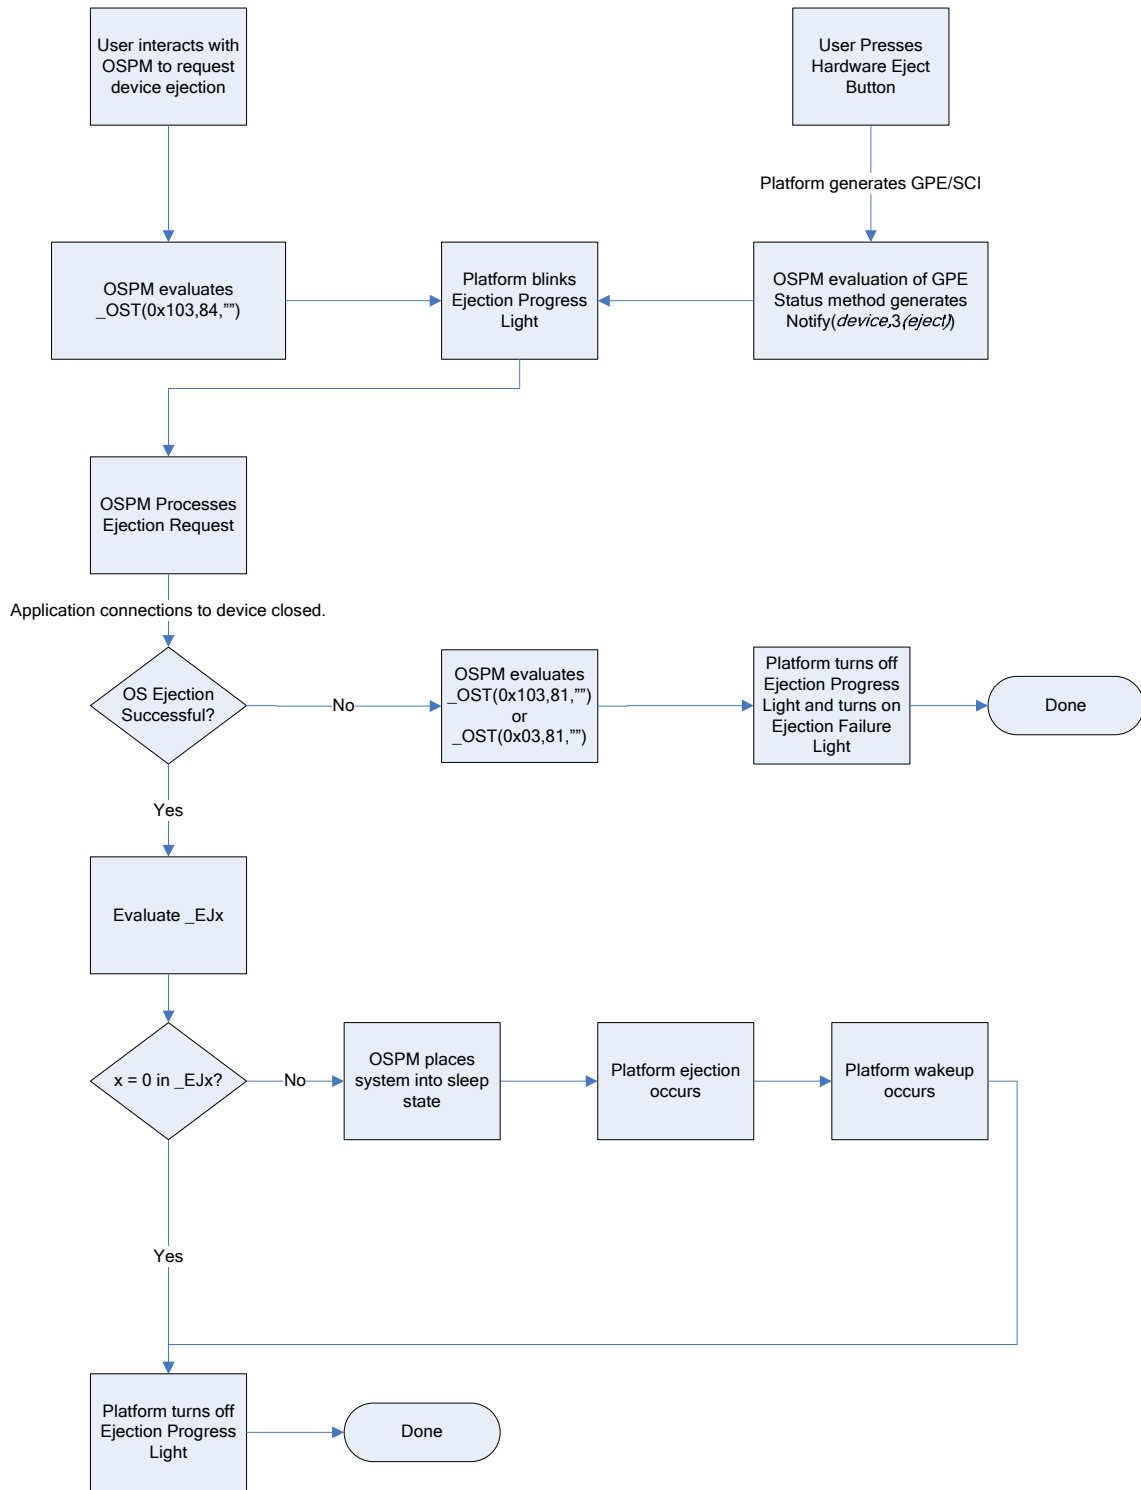 User interacts with
OSPM to request
device ejection
User Presses
Hardware Eject
Button
Platform generates GPE/SCI
OSPM evaluates
_OST(0x103,84,””)
Platform blinks
Ejection Progress
Light
OSPM evaluation of GPE
Status method generates
Notify(device,3(eject))
OSPM Processes
Ejection Request
Application connections to device closed.
OS Ejection
Successful?
No
OSPM evaluates
_OST(0x103,81,””)
or
_OST(0x03,81,””)
Platform turns off
Ejection Progress
Light and turns on
Ejection Failure
Light
Done
Yes
Evaluate _EJx
x = 0 in _EJx?
No
OSPM places
system into sleep
state
Platform ejection
occurs
Platform wakeup
occurs
Yes
Platform turns off
Ejection Progress
Light
Done